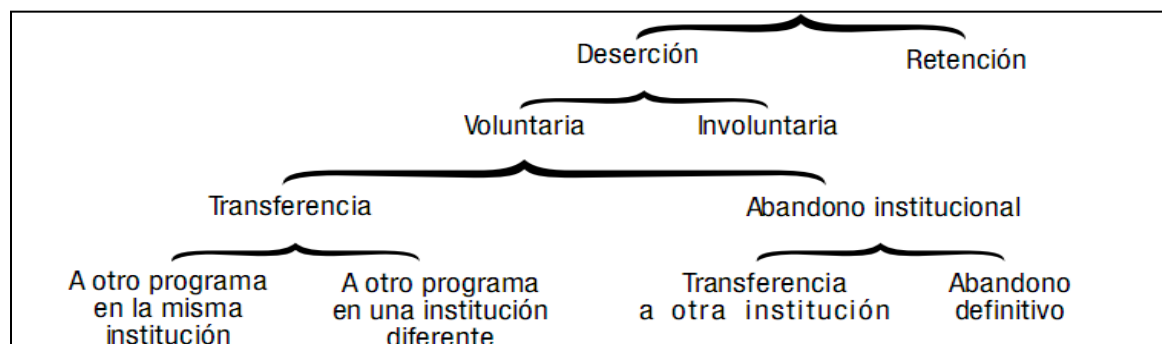 Deserción
Retención
Voluntaria
Involuntaria
Transferencia
Abandono institucional
A otro programa
en la misma
institución
A otro programa
en una institución
diferente
Transferencia
a otra institución
Abandono
definitivo